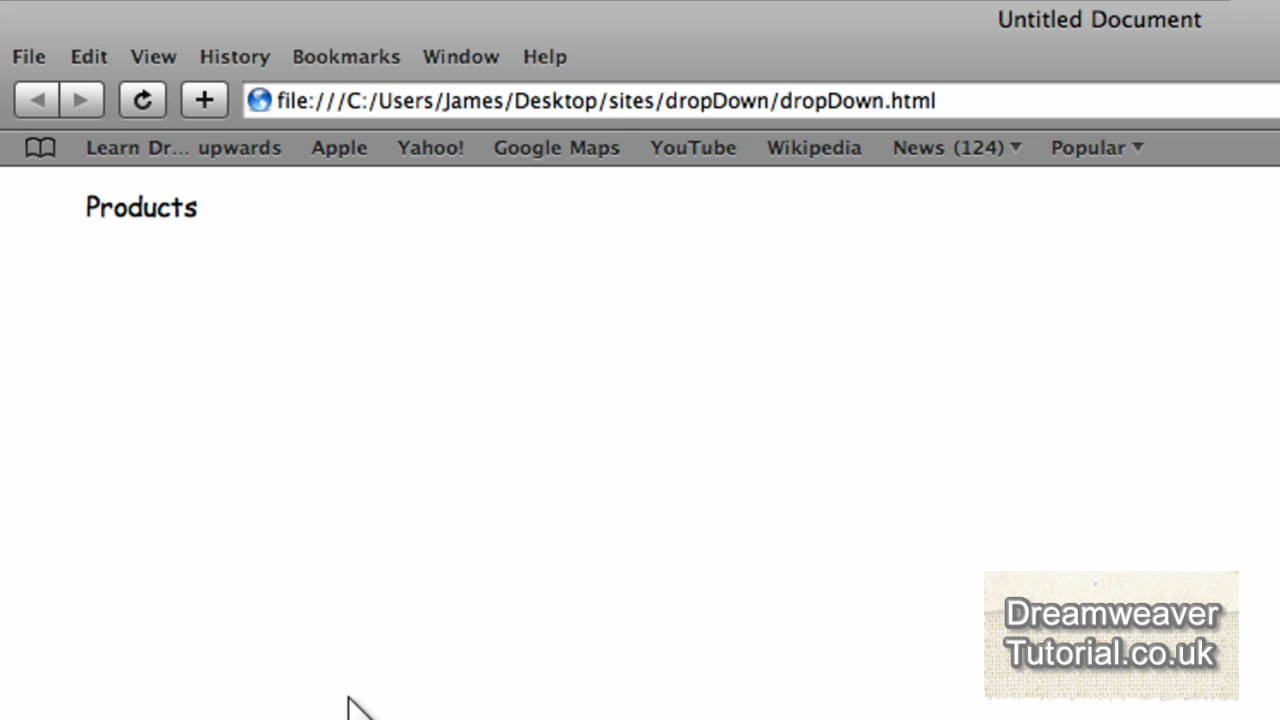 Untitled Document
File Edit View History Bookmarks Window Help
file:///C:/Users/James/Desktop/sites/dropDown/dropDown.html
Learn Dr... upwards Apple Yahoo! Google Maps YouTube Wikipedia News (124) Popular
Products
Dreamweaver
Tutorial.co.uk